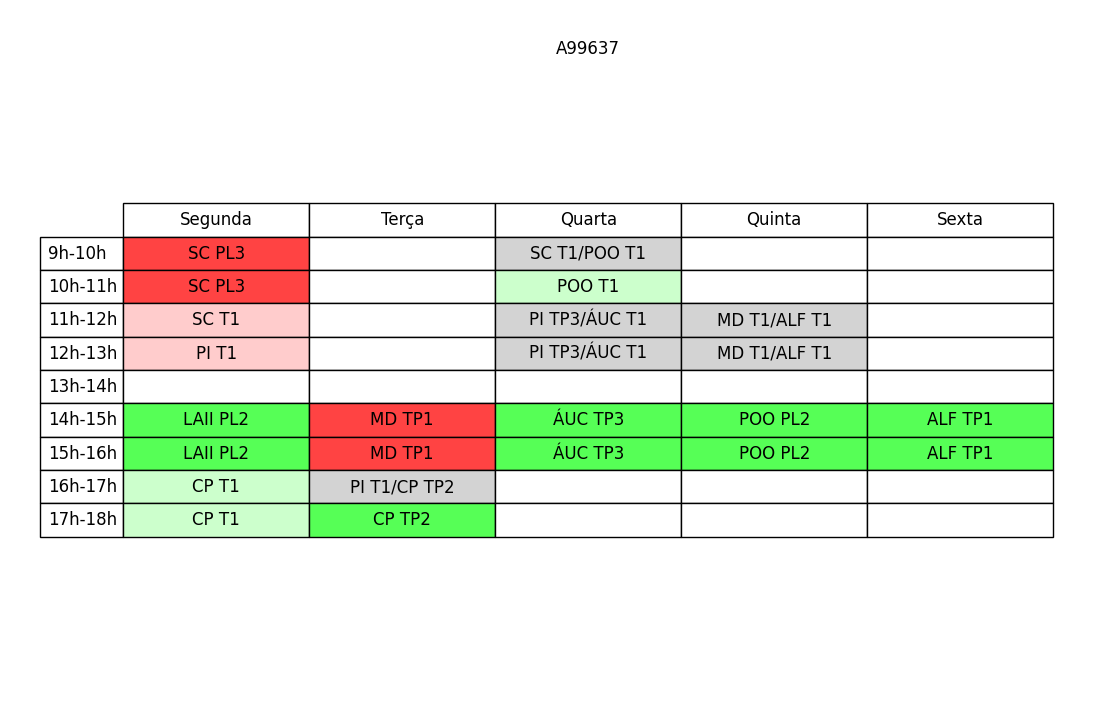 A99637
Segunda Terça Quarta Quinta Sexta
9h-10h SC PL3 SC T1/POO T1
10h-11h SC PL3 POO T1
11h-12h SC T1 PI TP3/ÁUC T1 MD T1/ALF T1
12h-13h PI T1 PI TP3/ÁUC T1 MD T1/ALF T1
13h-14h
14h-15h LAII PL2 MD TP1 ÁUC TP3 POO PL2 ALF TP1
15h-16h LAII PL2 MD TP1 ÁUC TP3 POO PL2 ALF TP1
16h-17h CP T1 PI T1/CP TP2
17h-18h CP T1 CP TP2